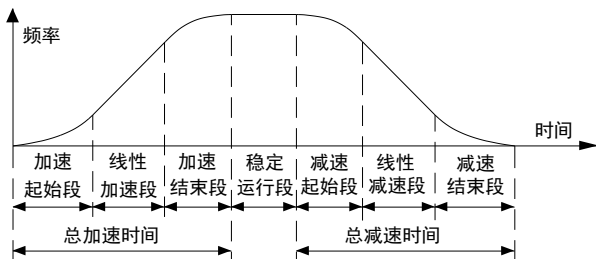 频率
时间
加速 线性 加速 稳定 减速 线性 减速
起始段 加速段 结束段 运行段 起始段 减速段 结束段
总加速时间 总减速时间